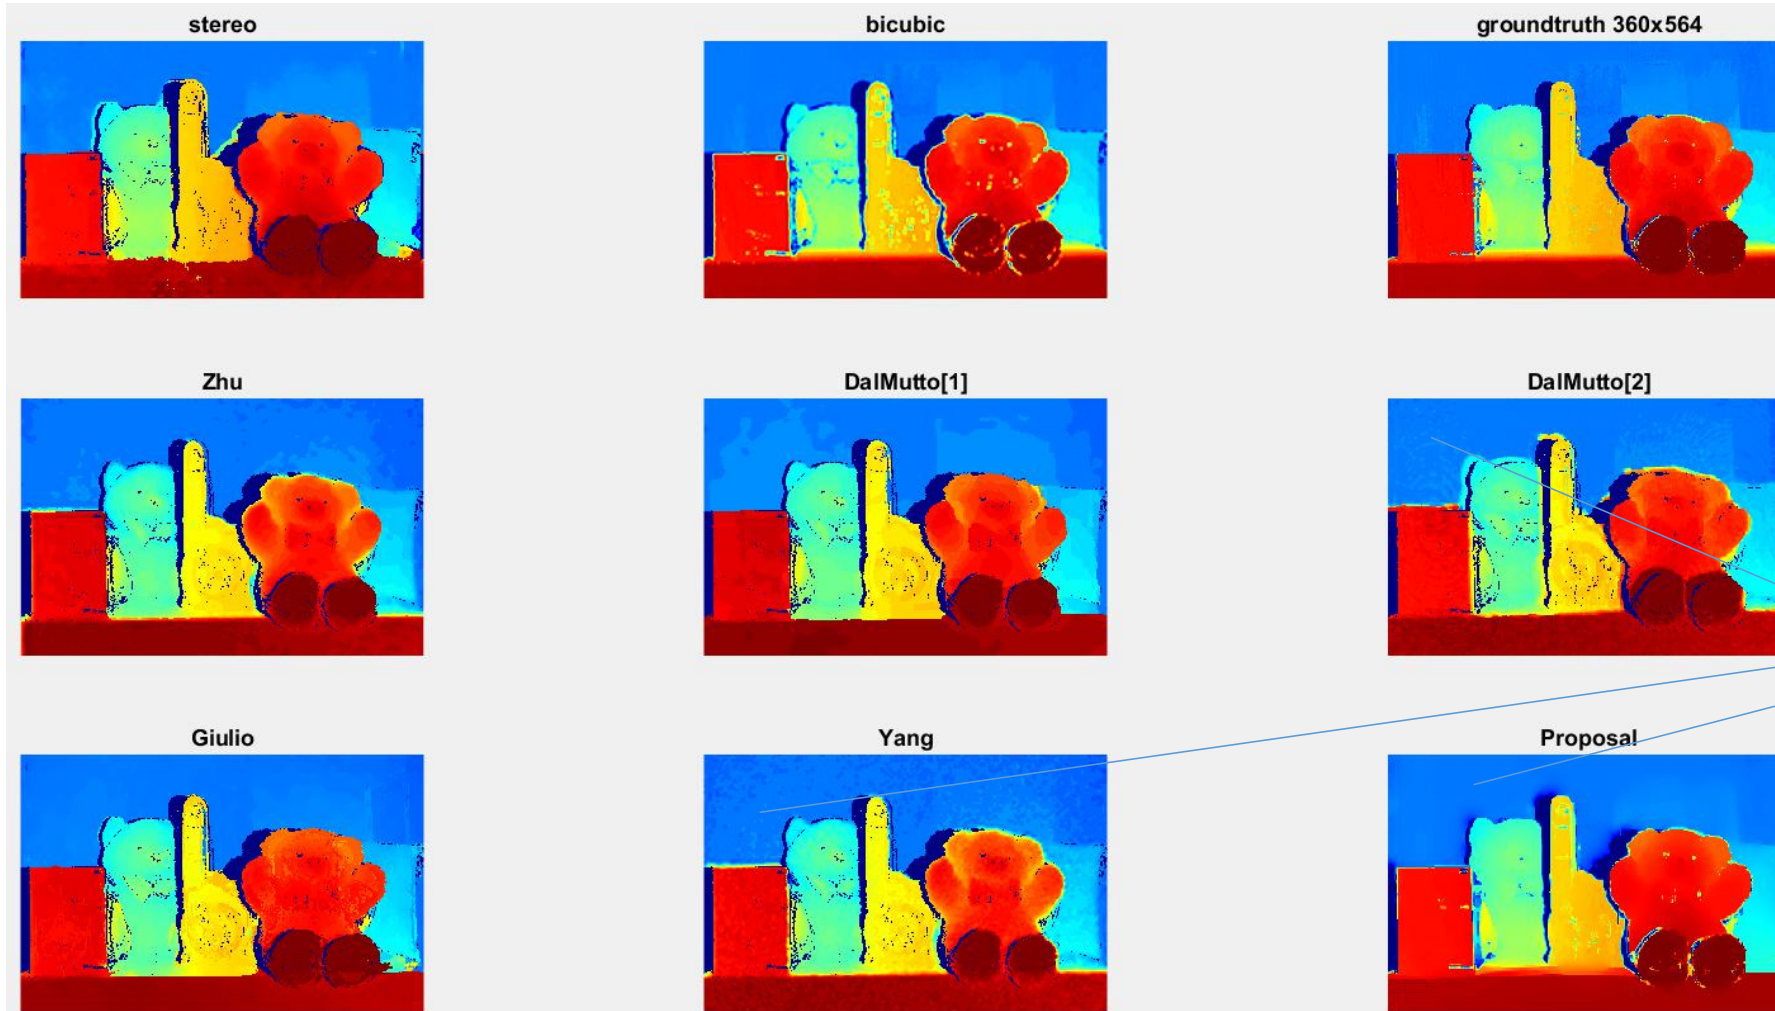 stereo
bicubic
groundtruth 360x564
Zhu
DalMutto[1]
DalMutto[2]
Giulio
Yang
Proposal